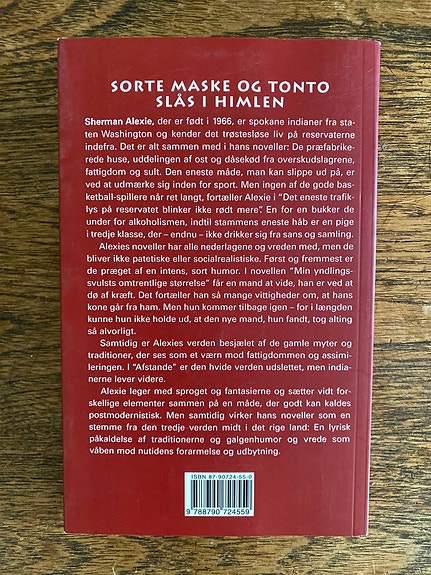 SORTE MASKE OG TONTO
SLÅS I HIMLEN
Sherman Alexie, der er født i 1966, er spokane indianer fra sta-
ten Washington og kender det trøstesløse liv på reservaterne
indefra. Det er alt sammen med i hans noveller: De præfabrike-
rede huse, uddelingen af ost og dåsekød fra overskudslagrene,
fattigdom og sult. Den eneste måde, man kan slippe ud på, er
ved at udmærke sig inden for sport. Men ingen af de gode bas-
ketball-spillere når ret langt, fortæller Alexie i "Det eneste trafik-
lys på reservatet blinker ikke rødt mere". En for en bukker de
under for alkoholismen, indtil stammens eneste håb er en pi-
ge i tredje klasse, der – endnu – ikke drikker sig fra sans og samling.
Alexies noveller har alle nederlagene og vreden med, men de
bliver ikke patetiske eller socialrealistiske. Først og fremmest
er de præget af en intens, sort humor. I novellen "Min yndlings-
svulsts omtrentlige størrelse" får en mand at vide, han er ved at
dø af kræft. Det fortæller han så mange vittigheder om, at hans
kone går fra ham. Men hun kommer tilbage igen – for i længden
kunne hun ikke holde ud, at den nye mand, hun fandt, tog alting
så alvorligt.
Samtidig er Alexies verden besjælet af de gamle myter og
traditioner, der ses som et værn mod fattigdommen og assimi-
leringen. I "Afstande" er den hvide verden udslettet, men indi-
anerne lever videre.
Alexie leger med sproget og fantasierne og sætter vidt for-
skellige elementer sammen på en måde, der godt kan kaldes
postmodernistisk. Men samtidig virker hans noveller som en
stemme fra den tredje verden midt i det rige land: En lyrisk
påkaldelse af traditionerne og galgenhumor og vrede som
våben mod nutidens forarmelse og udbytning.
ISBN 87-90724-55-0
9 788790 724559